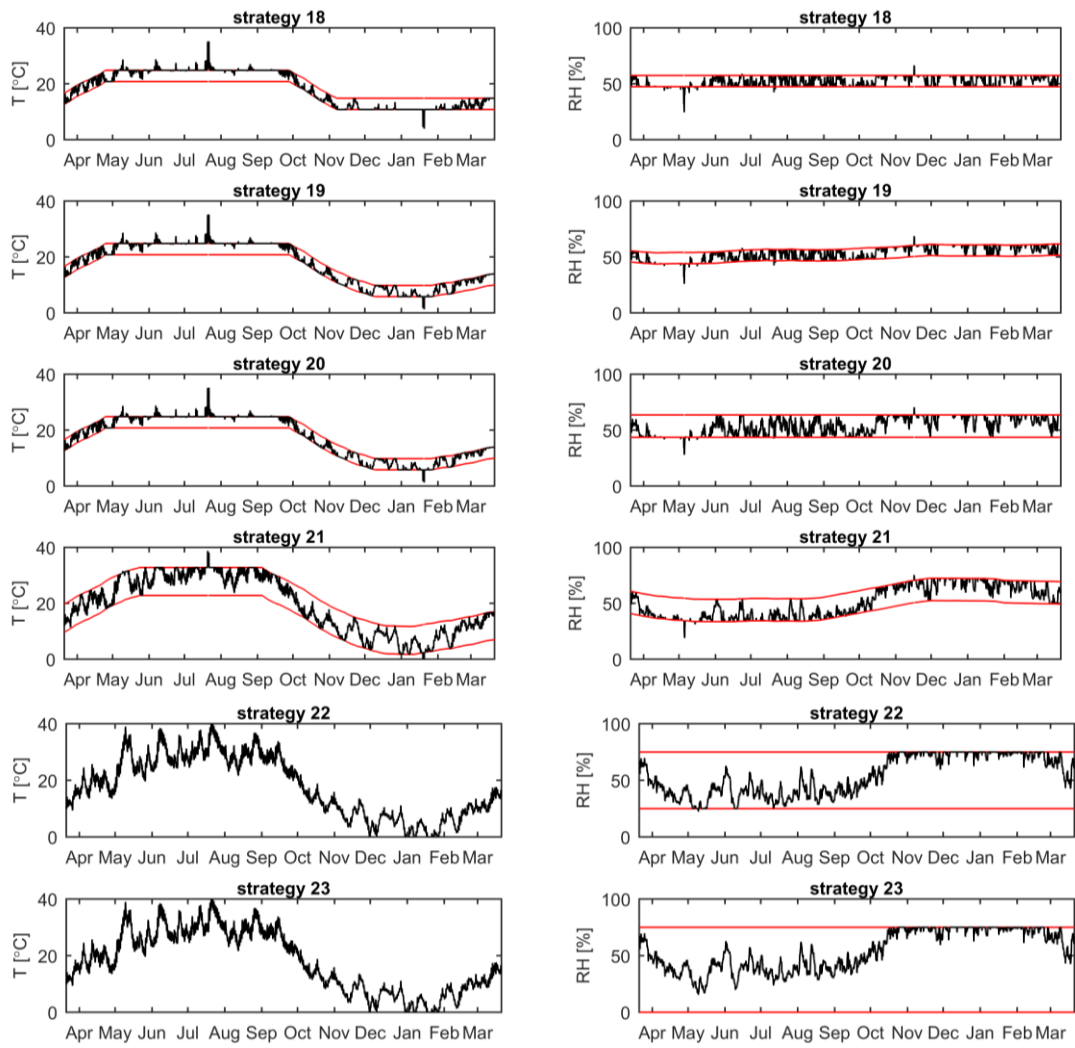 strategy 18
40
20
0
T [°C]
Apr May Jun Jul Aug Sep Oct Nov Dec Jan Feb Mar
strategy 18
100
50
0
RH [%]
Apr May Jun Jul Aug Sep Oct Nov Dec Jan Feb Mar
strategy 19
40
20
0
T [°C]
Apr May Jun Jul Aug Sep Oct Nov Dec Jan Feb Mar
strategy 19
100
50
0
RH [%]
Apr May Jun Jul Aug Sep Oct Nov Dec Jan Feb Mar
strategy 20
40
20
0
T [°C]
Apr May Jun Jul Aug Sep Oct Nov Dec Jan Feb Mar
strategy 20
100
50
0
RH [%]
Apr May Jun Jul Aug Sep Oct Nov Dec Jan Feb Mar
strategy 21
40
20
0
T [°C]
Apr May Jun Jul Aug Sep Oct Nov Dec Jan Feb Mar
strategy 21
100
50
0
RH [%]
Apr May Jun Jul Aug Sep Oct Nov Dec Jan Feb Mar
strategy 22
40
20
0
T [°C]
Apr May Jun Jul Aug Sep Oct Nov Dec Jan Feb Mar
strategy 22
100
50
0
RH [%]
Apr May Jun Jul Aug Sep Oct Nov Dec Jan Feb Mar
strategy 23
40
20
0
T [°C]
Apr May Jun Jul Aug Sep Oct Nov Dec Jan Feb Mar
strategy 23
100
50
0
RH [%]
Apr May Jun Jul Aug Sep Oct Nov Dec Jan Feb Mar